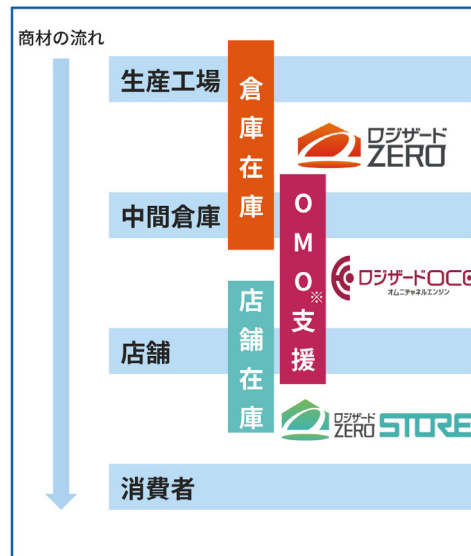 商材の流れ
生産工場
倉庫在庫
ロジザード
ZERO
中間倉庫
OMO※支援
ロジザードOCE
オムニチャネルエンジン
店舗
店舗在庫
ロジザード
ZERO STORE
消費者